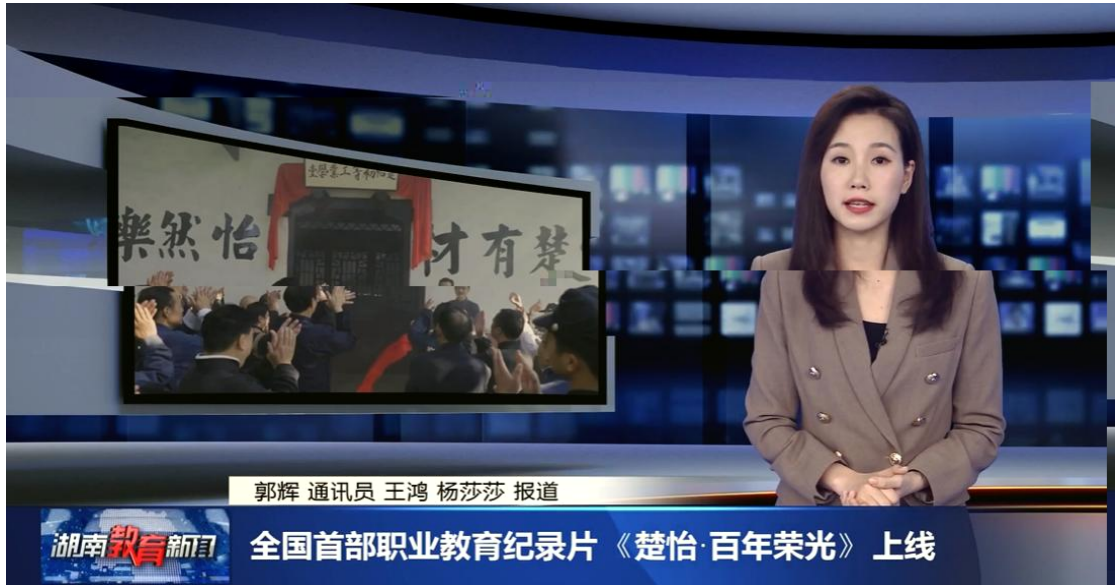 樂然怡
才有楚
郭辉 通讯员 王鸿 杨莎莎 报道
湖南教育新闻
全国首部职业教育纪录片《楚怡·百年荣光》上线